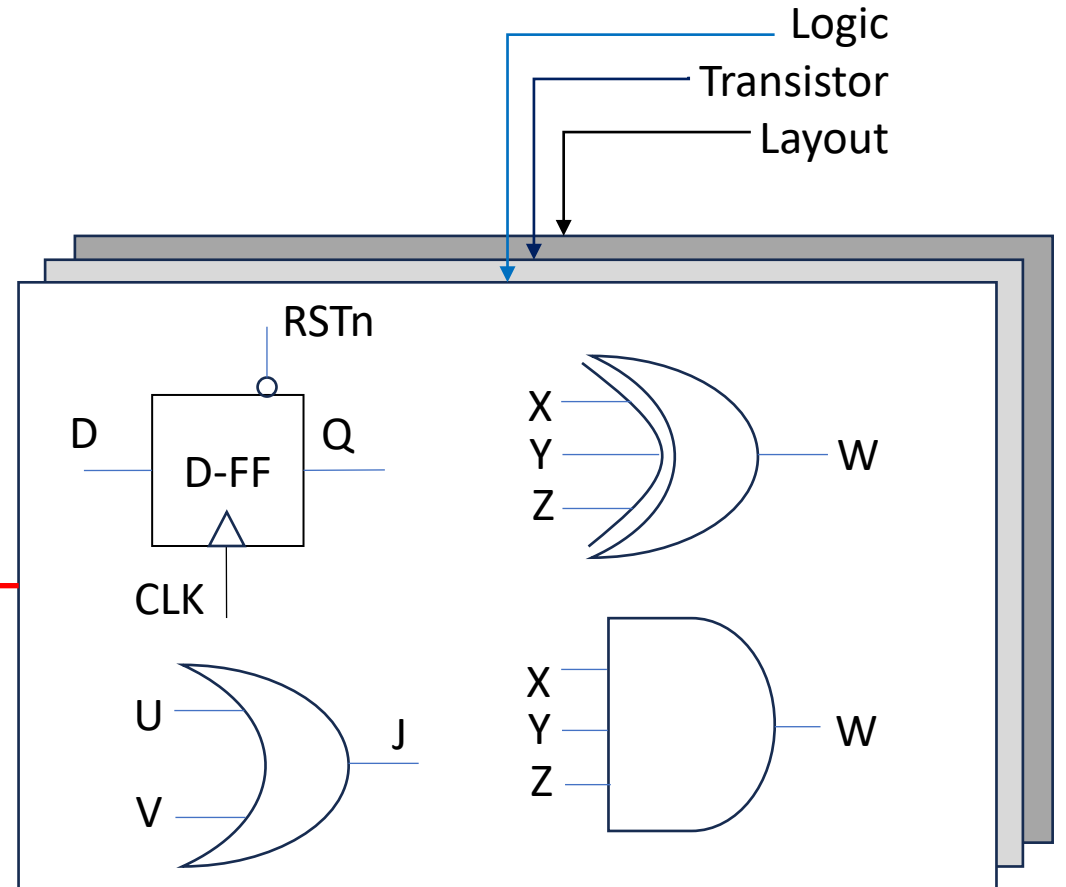 Logic
Transistor
Layout
RSTn
D
Q
D-FF
CLK
X
Y
Z
W
U
V
J
X
Y
Z
W